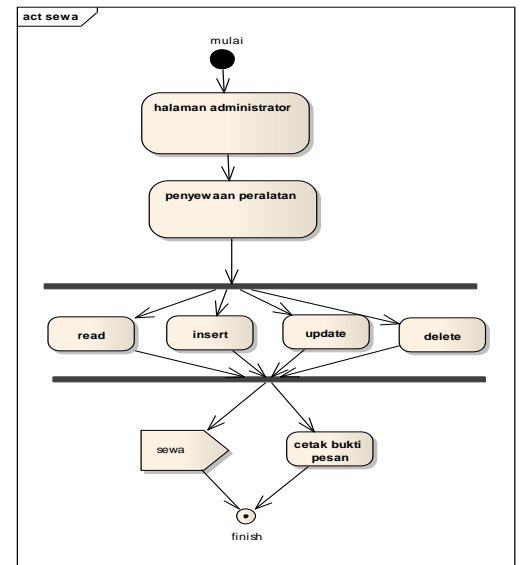 act sewa
mulai
halaman administrator
penyewaan peralatan
read
insert
update
delete
sewa
cetak bukti
pesan
finish